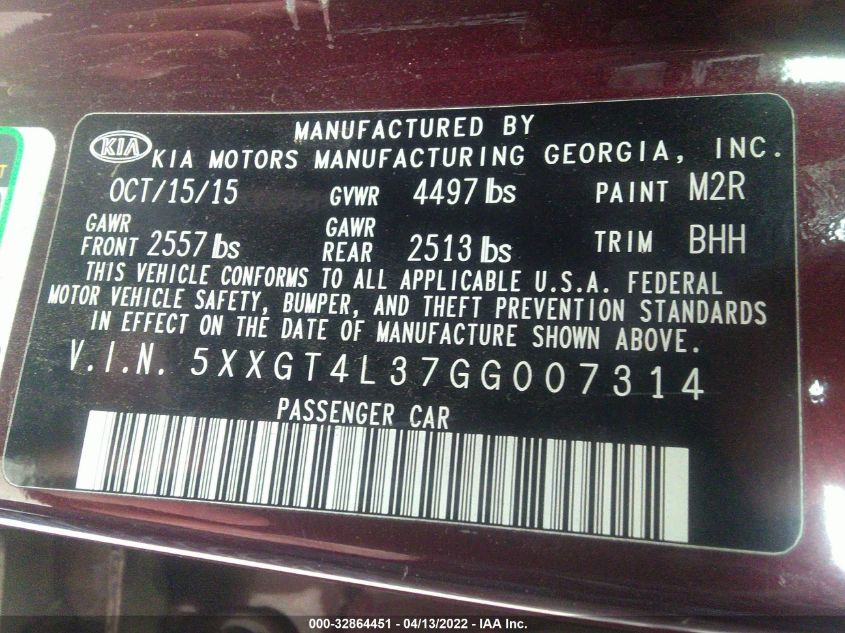 MANUFACTURED BY
KIA KIA MOTORS MANUFACTURING GEORGIA, INC.
OCT/15/15 GVWR 4497 lbs PAINT M2R
GAWR FRONT 2557 lbs GAWR REAR 2513 lbs TRIM BHH
THIS VEHICLE CONFORMS TO ALL APPLICABLE U.S.A. FEDERAL
MOTOR VEHICLE SAFETY, BUMPER, AND THEFT PREVENTION STANDARDS
IN EFFECT ON THE DATE OF MANUFACTURE SHOWN ABOVE.
V.I.N. 5XXGT4L37GG007314
PASSENGER CAR
000-32864451 - 04/13/2022 - IAA Inc.